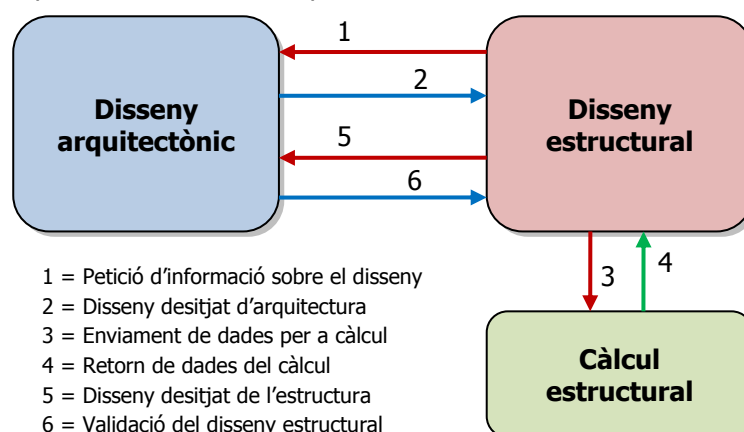 1
2
Disseny
arquitectònic
Disseny
estructural
5
6
3
4
1 = Petició d'informació sobre el disseny
2 = Disseny desitjat d'arquitectura
3 = Enviament de dades per a càlcul
4 = Retorn de dades del càlcul
5 = Disseny desitjat de l'estructura
6 = Validació del disseny estructural
Càlcul
estructural